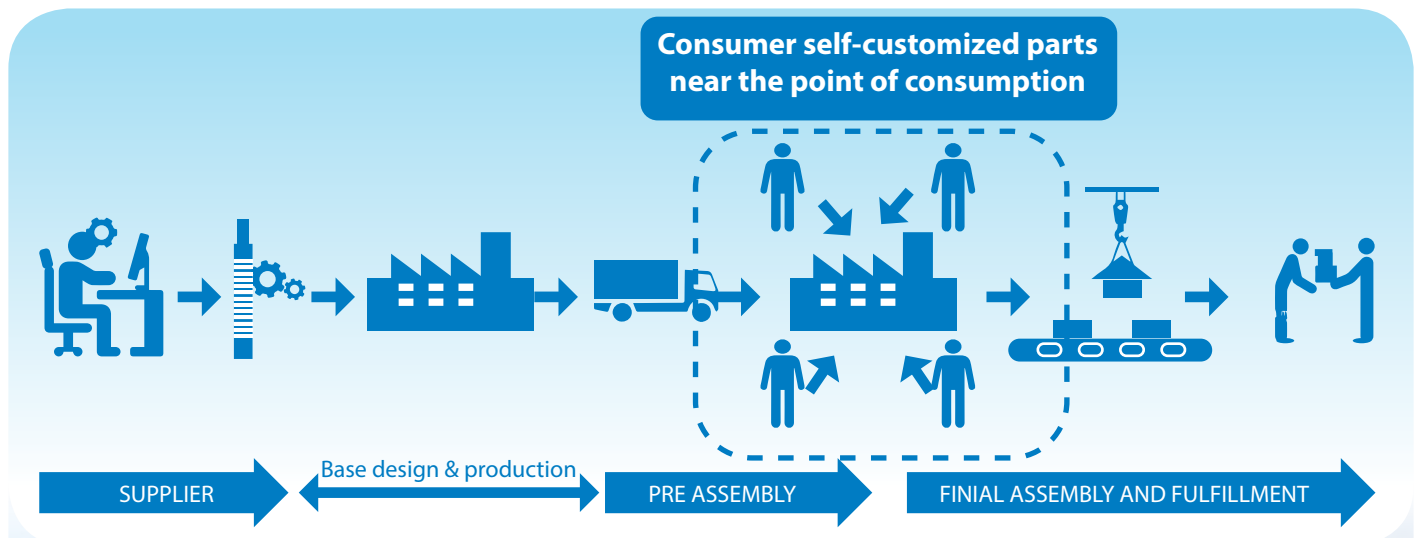 Consumer self-customized parts
near the point of consumption
Base design & production
SUPPLIER
PRE ASSEMBLY
FINIAL ASSEMBLY AND FULFILLMENT